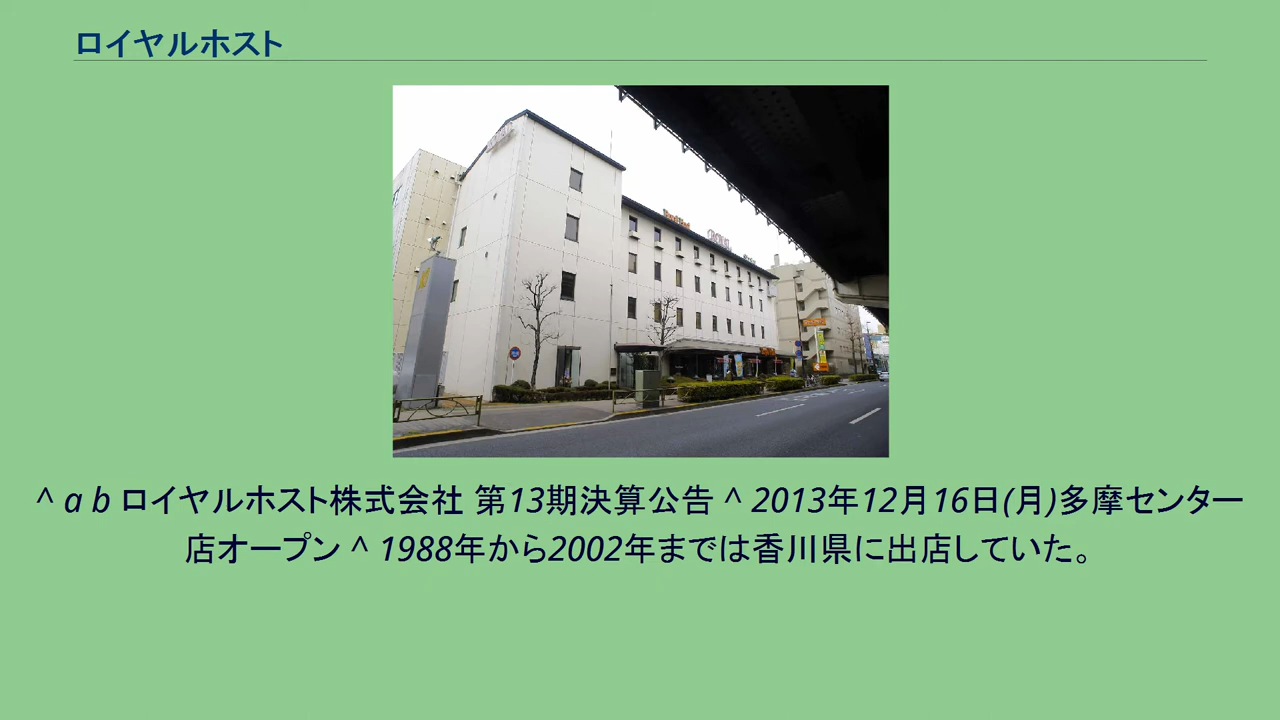 ロイヤルホスト
^ a b ロイヤルホスト株式会社 第13期決算公告 ^ 2013年12月16日(月)多摩センター
店オープン ^ 1988年から2002年までは香川県に出店していた。